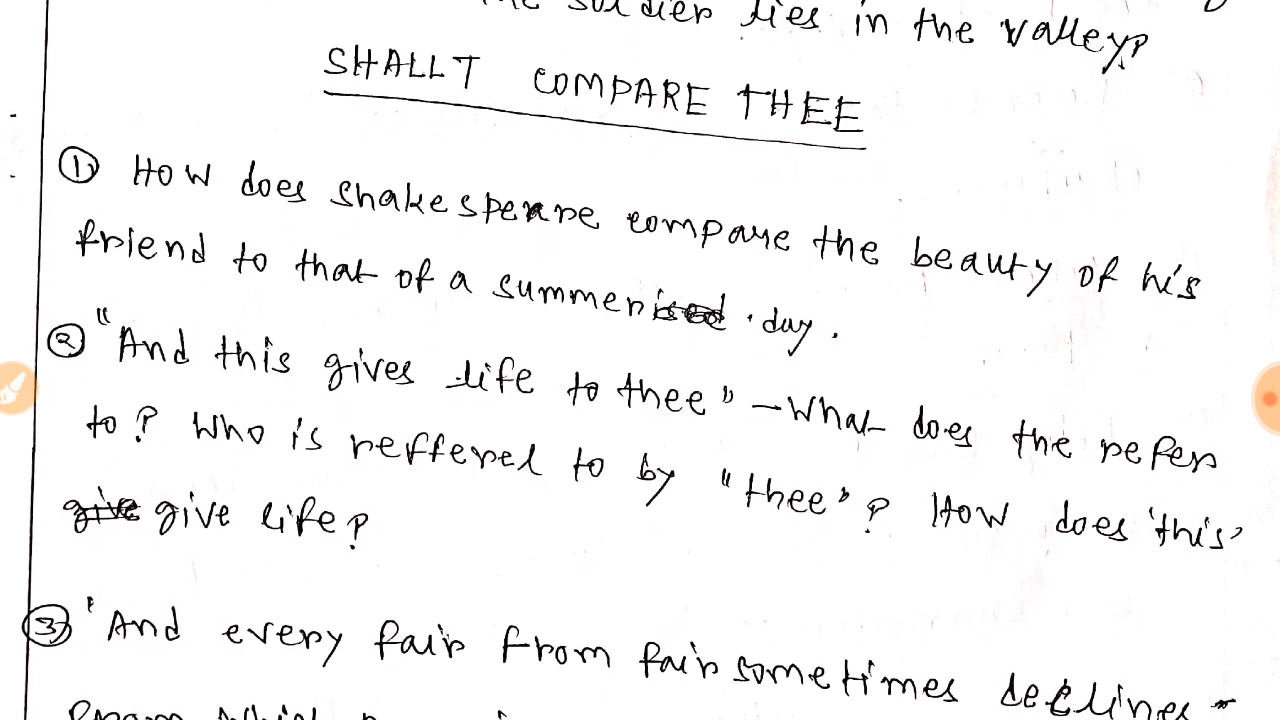 soldier lies in the valley?
SHALL I COMPARE THEE
① How does Shakespeare compare the beauty of his
friend to that of a summer day.
② "And this gives life to thee" – What does the refer
to? Who is reffered to by "thee"? How does 'this'
give life?
③ 'And every fair from fair sometimes declines -